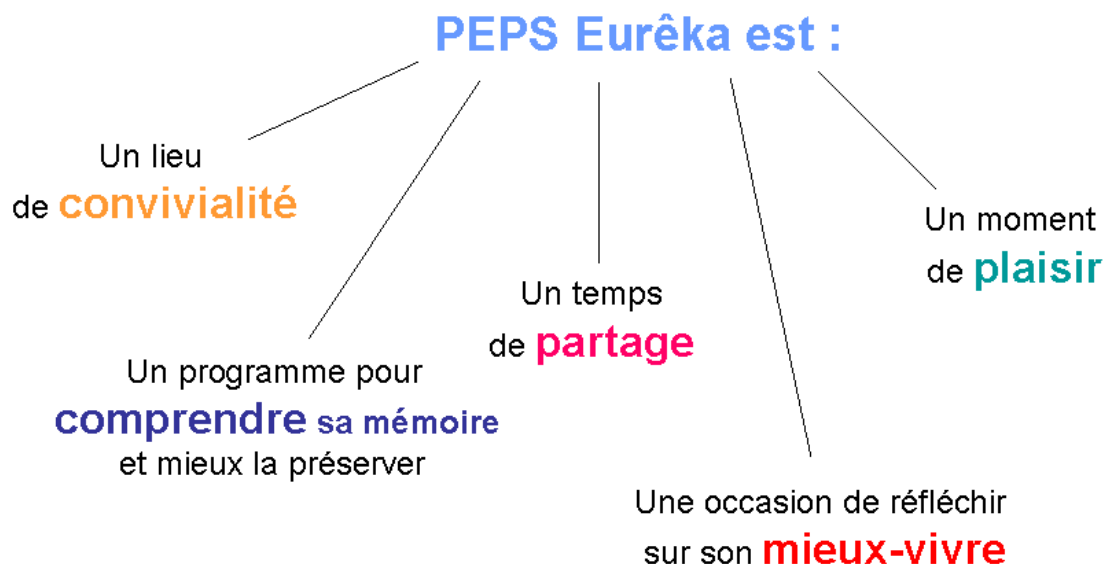 PEPS Eurêka est :
Un lieu
de convivialité
Un programme pour
comprendre sa mémoire
et mieux la préserver
Un temps
de partage
Une occasion de réfléchir
sur son mieux-vivre
Un moment
de plaisir